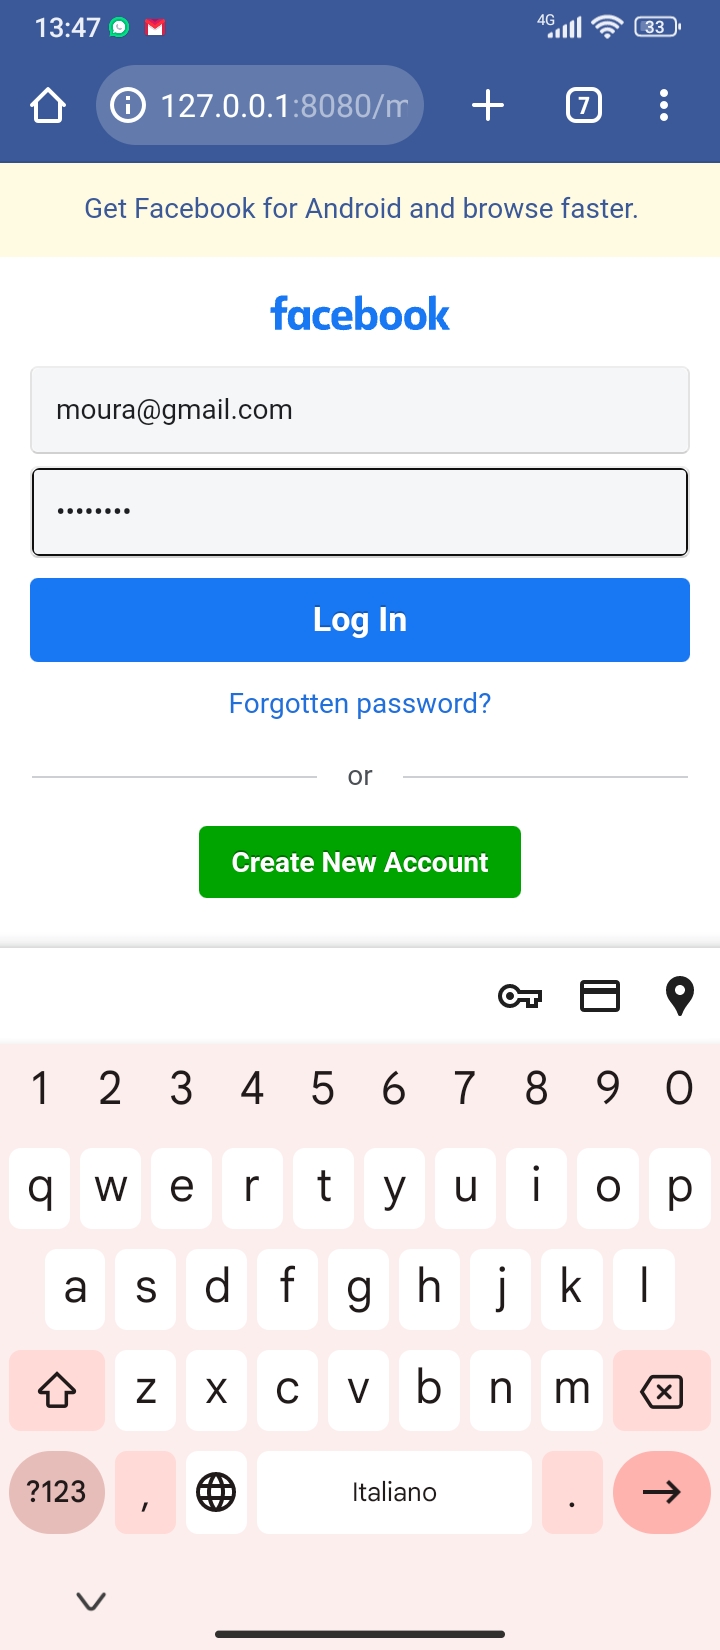 13:47 4G 33
127.0.0.1:8080/m 7
Get Facebook for Android and browse faster.
facebook
moura@gmail.com
••••••••
Log In
Forgotten password?
or
Create New Account
1 2 3 4 5 6 7 8 9 0
q w e r t y u i o p
a s d f g h j k l
z x c v b n m
?123 , Italiano .